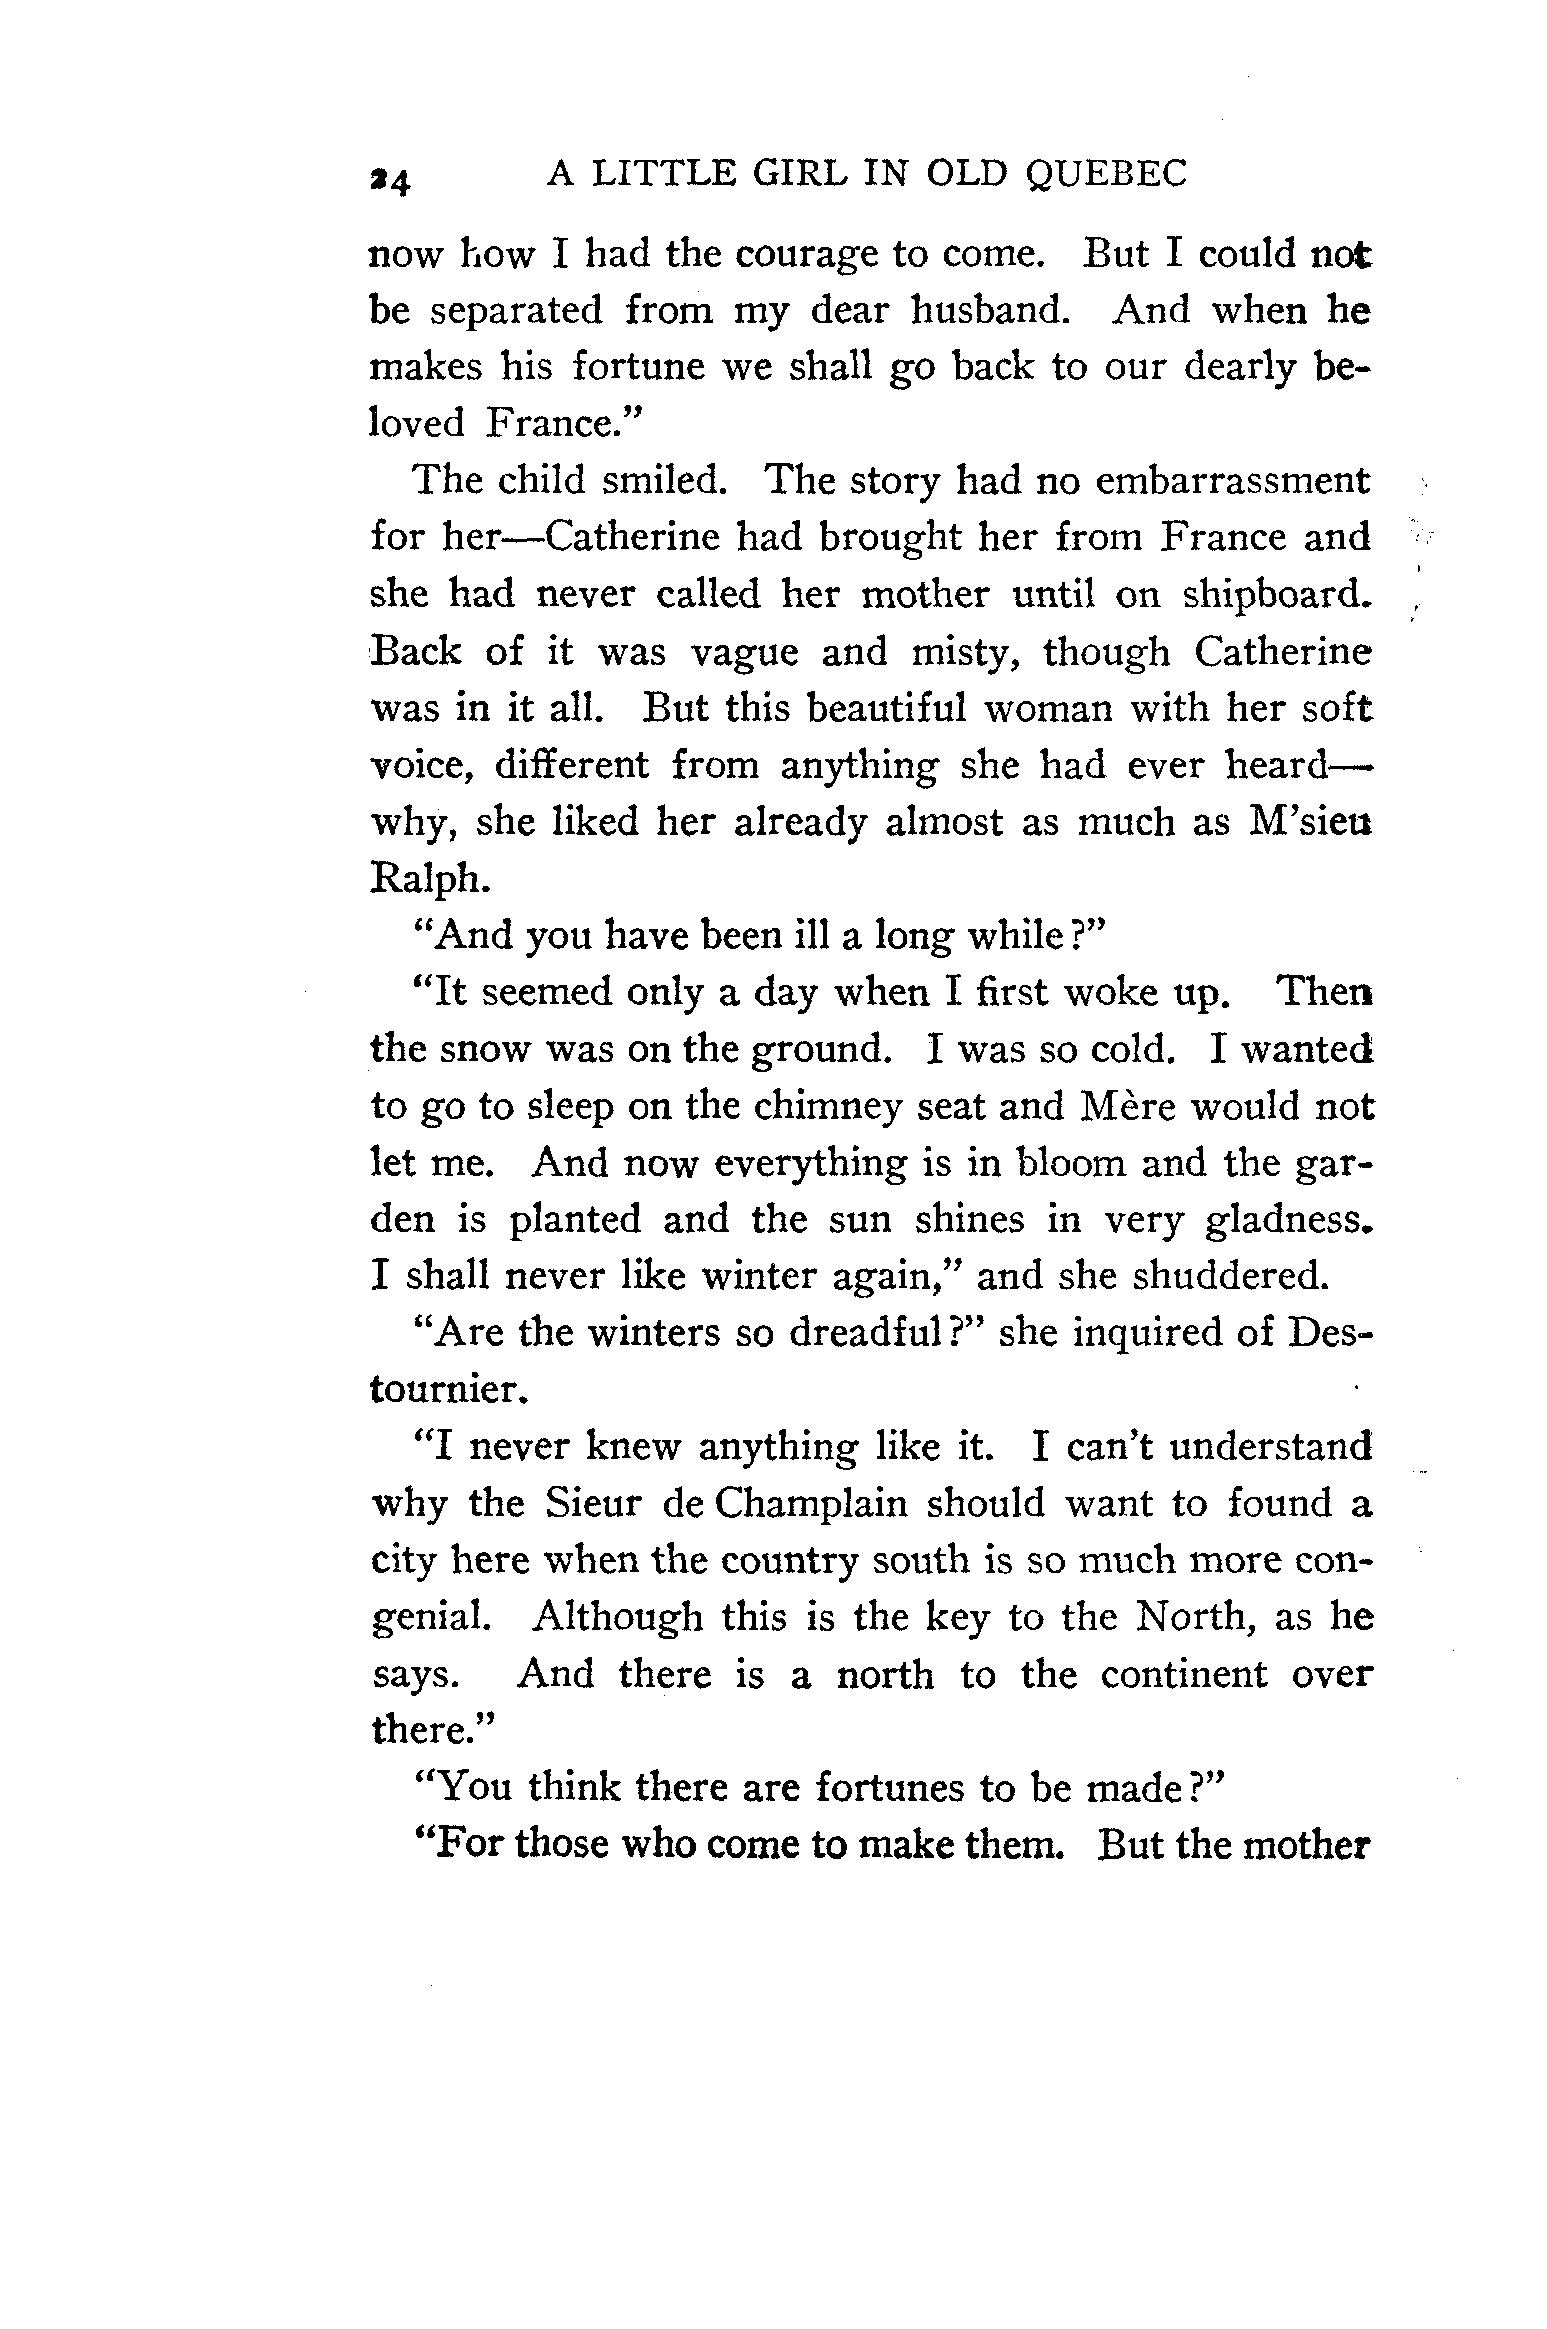 24 A LITTLE GIRL IN OLD QUEBEC
now how I had the courage to come. But I could not
be separated from my dear husband. And when he
makes his fortune we shall go back to our dearly be-
loved France.”
The child smiled. The story had no embarrassment
for her—Catherine had brought her from France and
she had never called her mother until on shipboard.
Back of it was vague and misty, though Catherine
was in it all. But this beautiful woman with her soft
voice, different from anything she had ever heard—
why, she liked her already almost as much as M’sieu
Ralph.
“And you have been ill a long while?”
“It seemed only a day when I first woke up. Then
the snow was on the ground. I was so cold. I wanted
to go to sleep on the chimney seat and Mère would not
let me. And now everything is in bloom and the gar-
den is planted and the sun shines in very gladness.
I shall never like winter again,” and she shuddered.
“Are the winters so dreadful?” she inquired of Des-
tournier.
“I never knew anything like it. I can’t understand
why the Sieur de Champlain should want to found a
city here when the country south is so much more con-
genial. Although this is the key to the North, as he
says. And there is a north to the continent over
there.”
“You think there are fortunes to be made?”
“For those who come to make them. But the mother